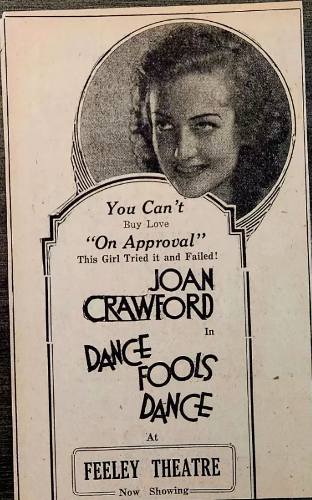 You Can't
Buy Love
"On Approval"
This Girl Tried it and Failed!
JOAN
CRAWFORD
In
DANCE
FOOLS
DANCE
At
FEELEY THEATRE
Now Showing